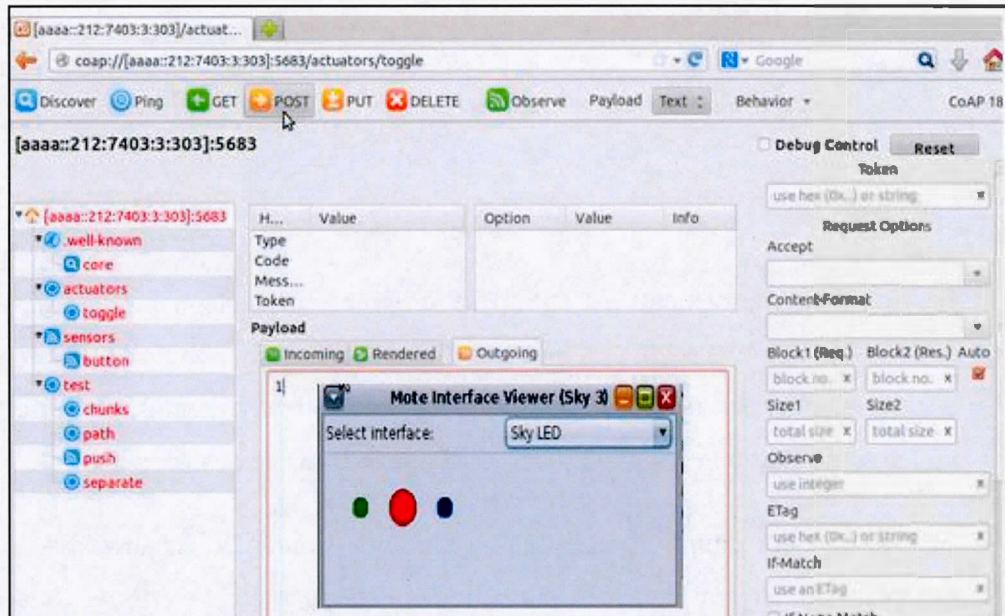 [aaaa::212:7403:3:303]/actuat...
coap://[aaaa::212:7403:3:303]:5683/actuators/toggle
Google
Discover Ping GET POST PUT DELETE Observe Payload Text Behavior CoAP 18
[aaaa::212:7403:3:303]:5683
Debug Control Reset
Token
use hex (0x..) or string
[aaaa::212:7403:3:303]:5683
.well-known
core
actuators
toggle
sensors
button
test
chunks
path
push
separate
H... Value
Type
Code
Mess...
Token
Option Value Info
Payload
Incoming Rendered Outgoing
1
Mote Interface Viewer (Sky 3)
Select interface: Sky LED
Request Options
Accept
Content-Format
Block1 (Req.) Block2 (Res.) Auto
block no. x block no. x
Size1 Size2
total size x total size x
Observe
use integer
ETag
use hex (0x..) or string
If-Match
use an ETag
If-None-Match